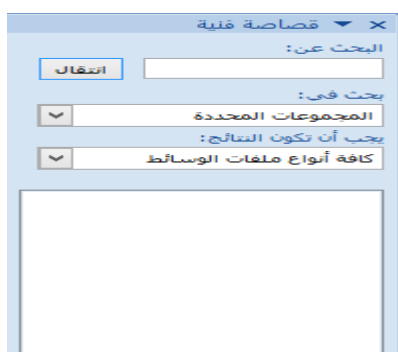 قصاصة فنية
البحث عن:
انتقال
بحث في:
المجموعات المحددة
يجب أن تكون النتائج:
كافة أنواع ملفات الوسائط